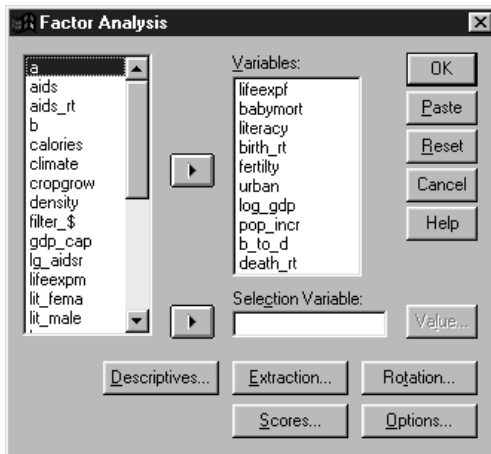 Factor Analysis
a
aids
aids_rt
b
calories
climate
cropgrow
density
filter_$
gdp_cap
lg_aidsr
lifeexpm
lit_fema
lit_male
Variables:
lifeexpf
babymort
literacy
birth_rt
fertilty
urban
log_gdp
pop_incr
b_to_d
death_rt
Selection Variable:
OK
Paste
Reset
Cancel
Help
Value...
Descriptives...
Extraction...
Rotation...
Scores...
Options...